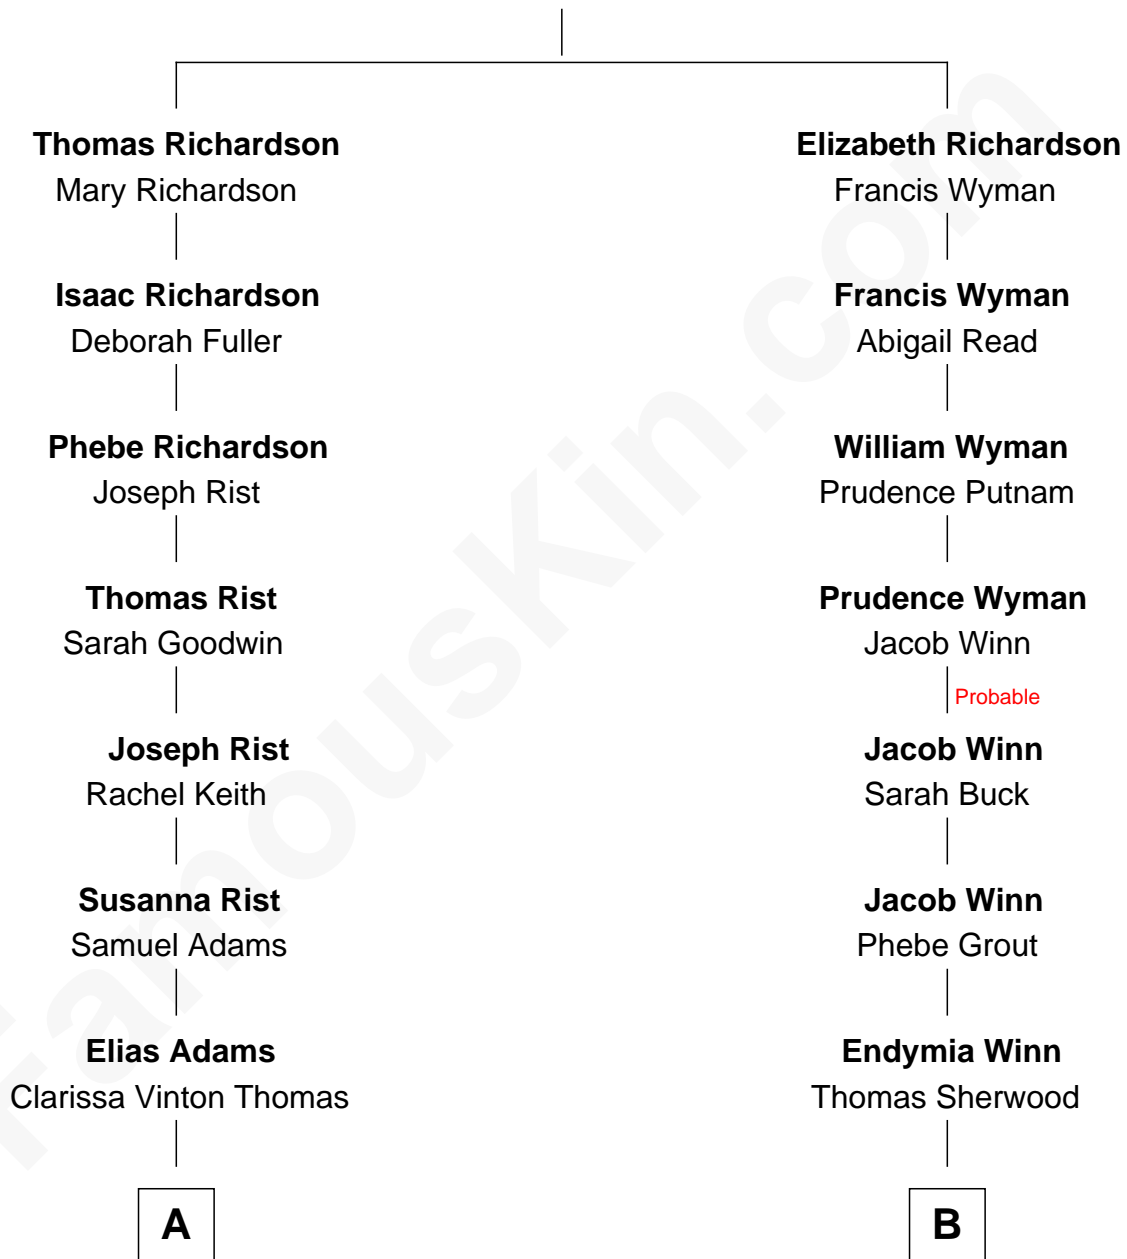 Thomas Richardson
Mary Richardson
Isaac Richardson
Deborah Fuller
Phebe Richardson
Joseph Rist
Thomas Rist
Sarah Goodwin
Joseph Rist
Rachel Keith
Susanna Rist
Samuel Adams
Elias Adams
Clarissa Vinton Thomas
A
Elizabeth Richardson
Francis Wyman
Francis Wyman
Abigail Read
William Wyman
Prudence Putnam
Prudence Wyman
Jacob Winn
Probable
Jacob Winn
Sarah Buck
Jacob Winn
Phebe Grout
Endymia Winn
Thomas Sherwood
B
FamousKin.com